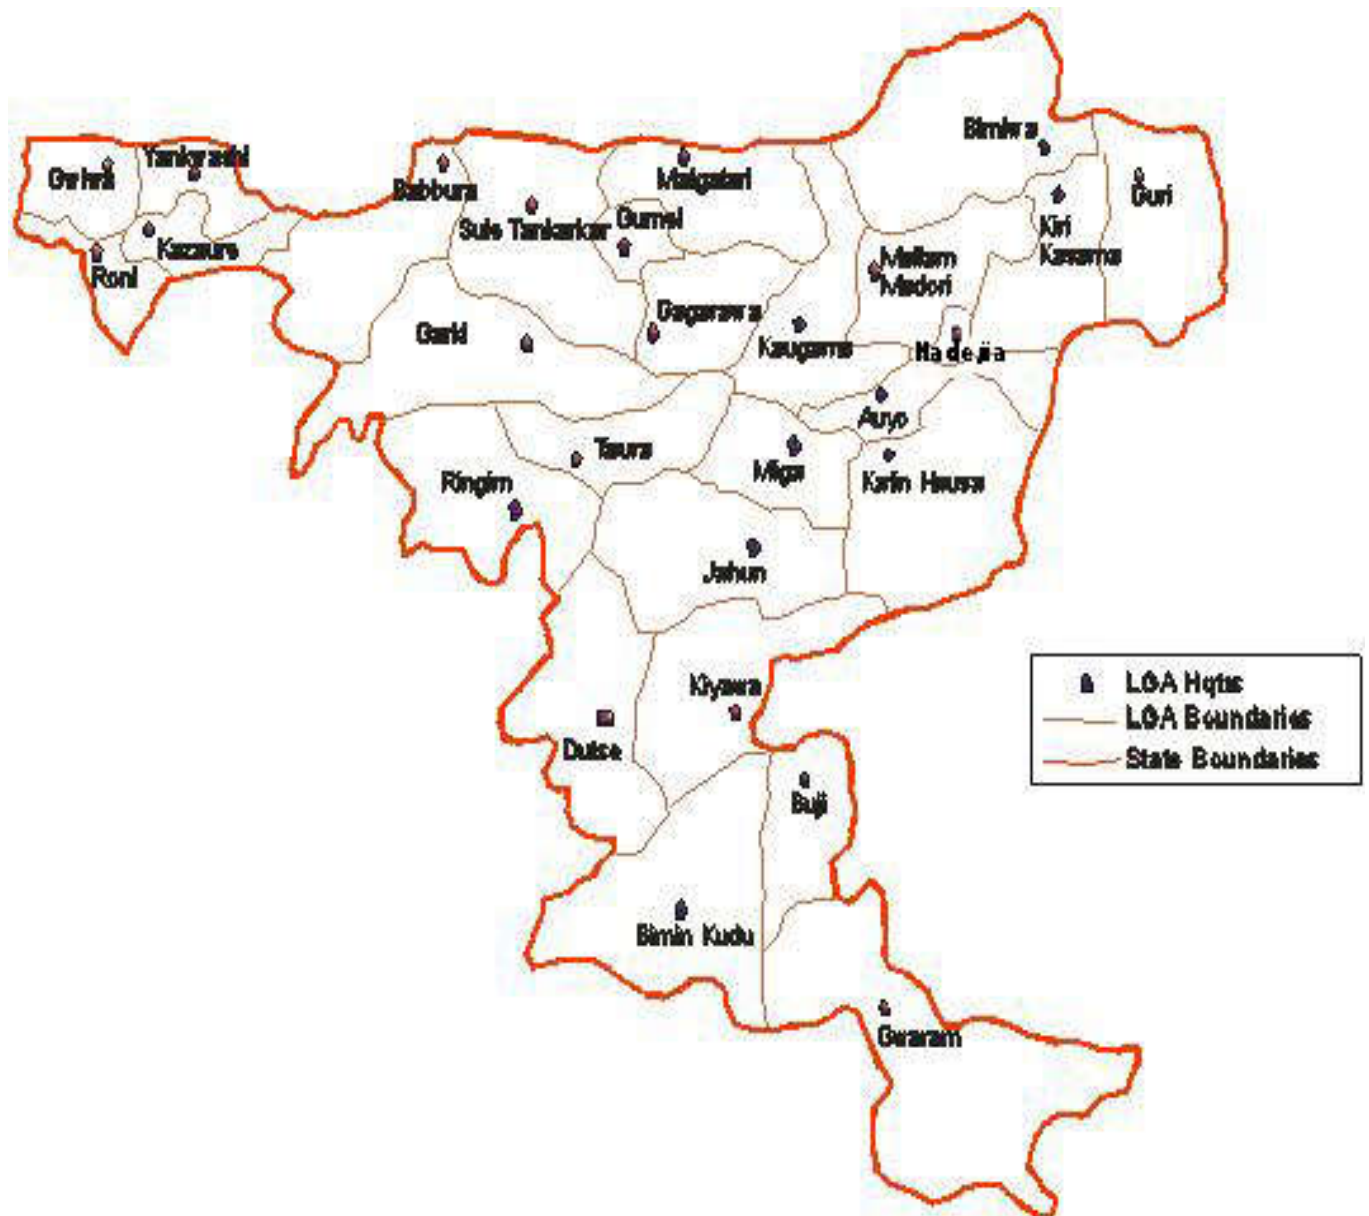 Gwiwa
Yankwashi
Kazaure
Roni
Babbura
Sule Tankarkar
Gumel
Maigatari
Birniwa
Guri
Kiri
Kasama
Mallam
Madori
Gagarawa
Garki
Kaugama
Hadejia
Auyo
Taura
Miga
Kafin Hausa
Ringim
Jahun
Kiyawa
Dutse
Buji
Birnin Kudu
Gwaram
LGA Hqtrs
LGA Boundaries
State Boundaries